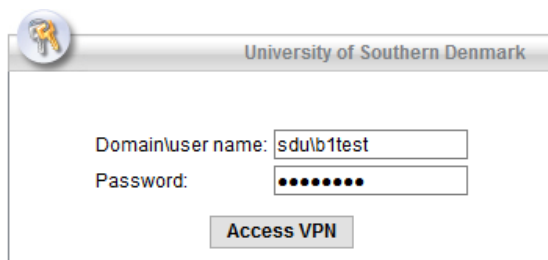 University of Southern Denmark
Domain\user name: sdu\b1test
Password: ●●●●●●●●
Access VPN